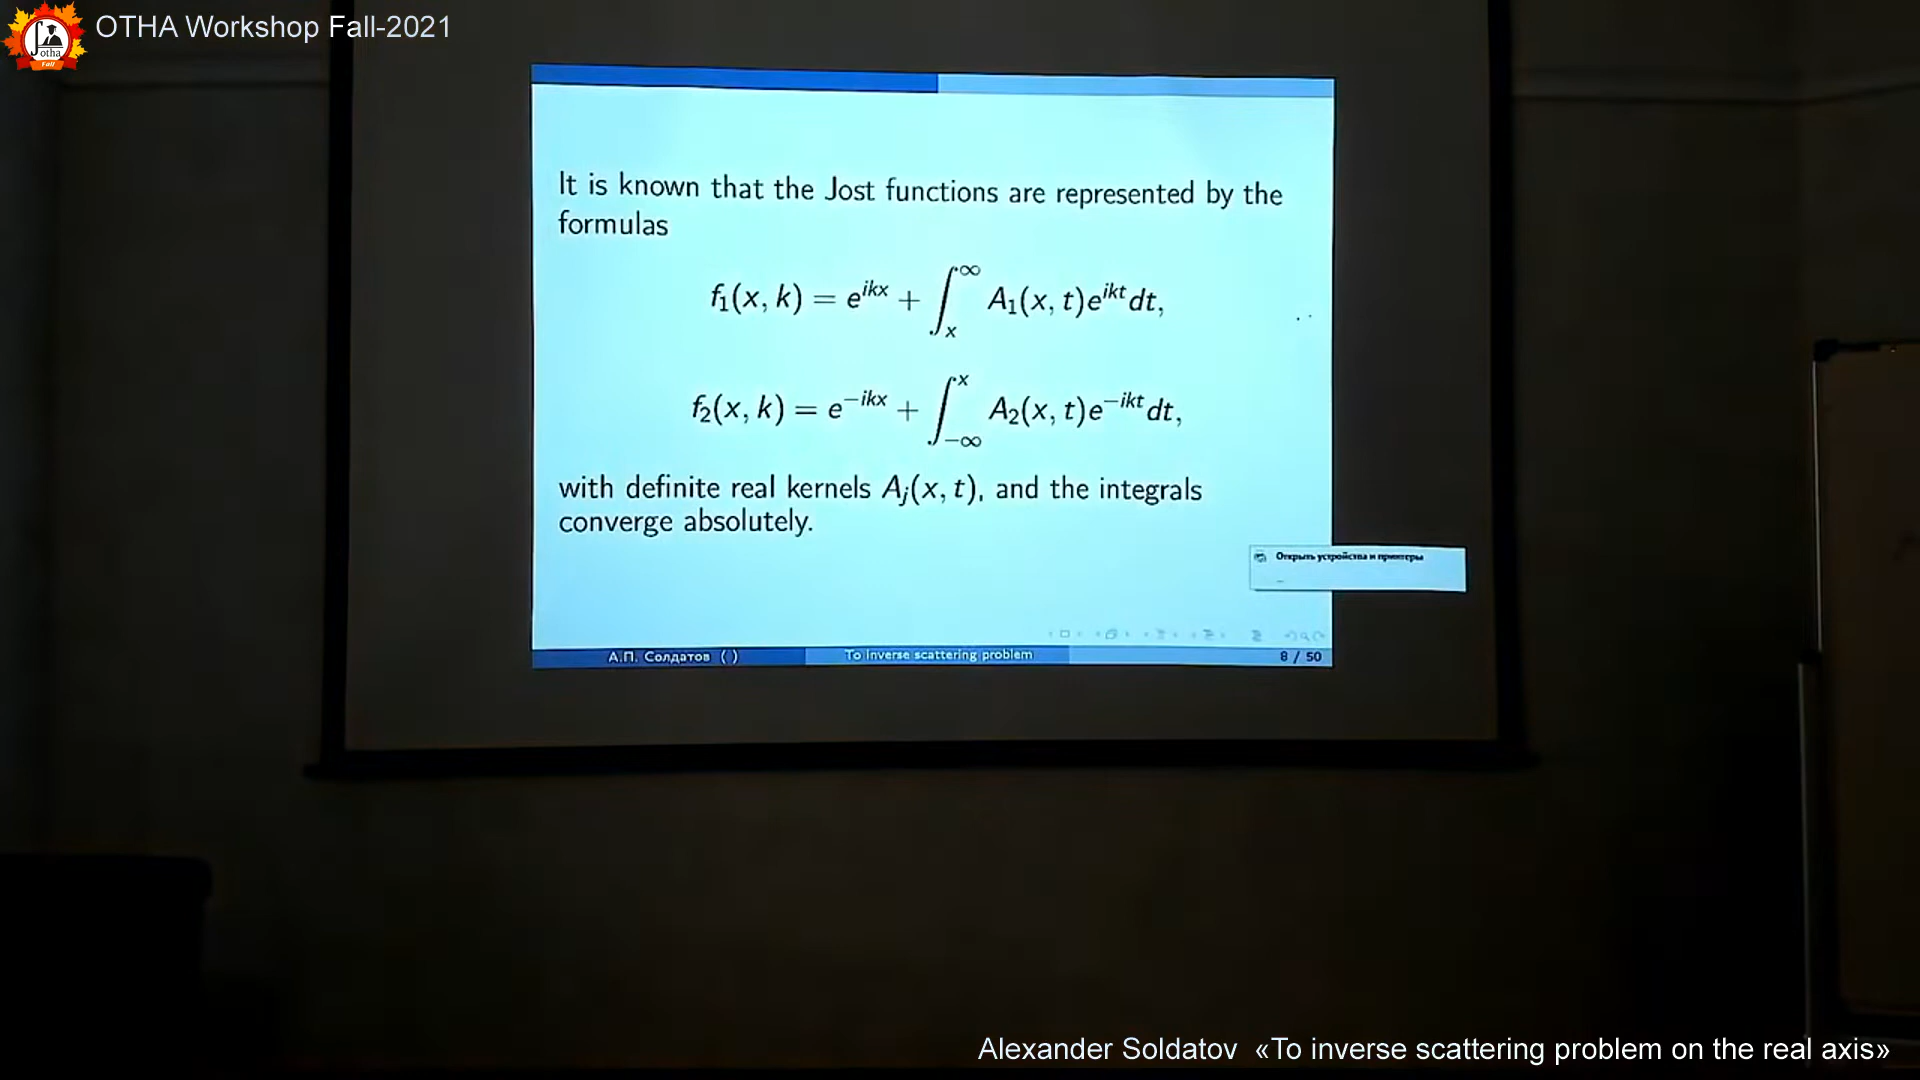 OTHA Workshop Fall-2021
otha
Fall
It is known that the Jost functions are represented by the
formulas
f₁(x, k) = e^{ikx} + ∫_x^∞ A₁(x, t)e^{ikt}dt,
f₂(x, k) = e^{−ikx} + ∫_{−∞}^x A₂(x, t)e^{−ikt}dt,
with definite real kernels A_j(x, t), and the integrals
converge absolutely.
Открыть устройства и принтеры
А.П. Солдатов ( )
To Inverse scattering problem
8 / 50
Alexander Soldatov «To inverse scattering problem on the real axis»